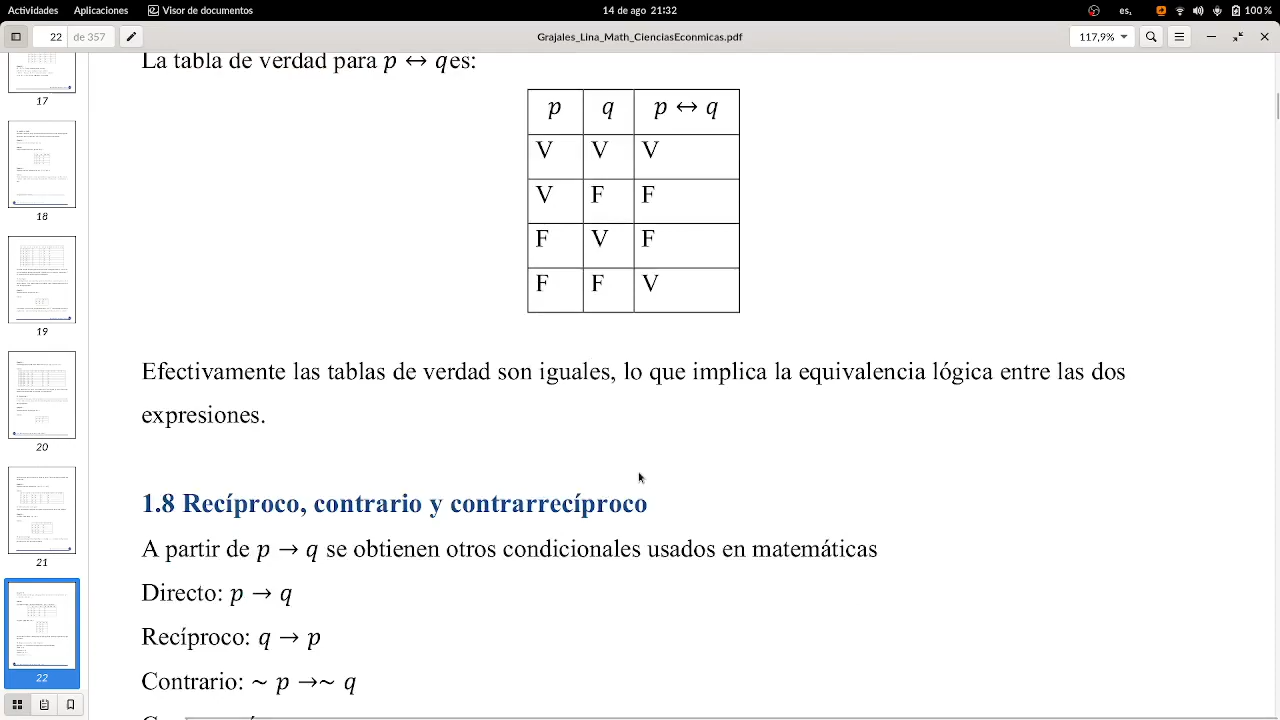 Actividades Aplicaciones Visor de documentos 14 de ago 21:32 es, 100 %
22 de 357 Grajales_Lina_Math_CienciasEconmicas.pdf 117,9%
17
18
19
20
21
22
La tabla de verdad para p ↔ qes:
p q p ↔ q
V V V
V F F
F V F
F F V
Efectivamente las tablas de verdad son iguales, lo que implica la equivalencia lógica entre las dos
expresiones.
1.8 Recíproco, contrario y contrarrecíproco
A partir de p → q se obtienen otros condicionales usados en matemáticas
Directo: p → q
Recíproco: q → p
Contrario: ~ p →~ q